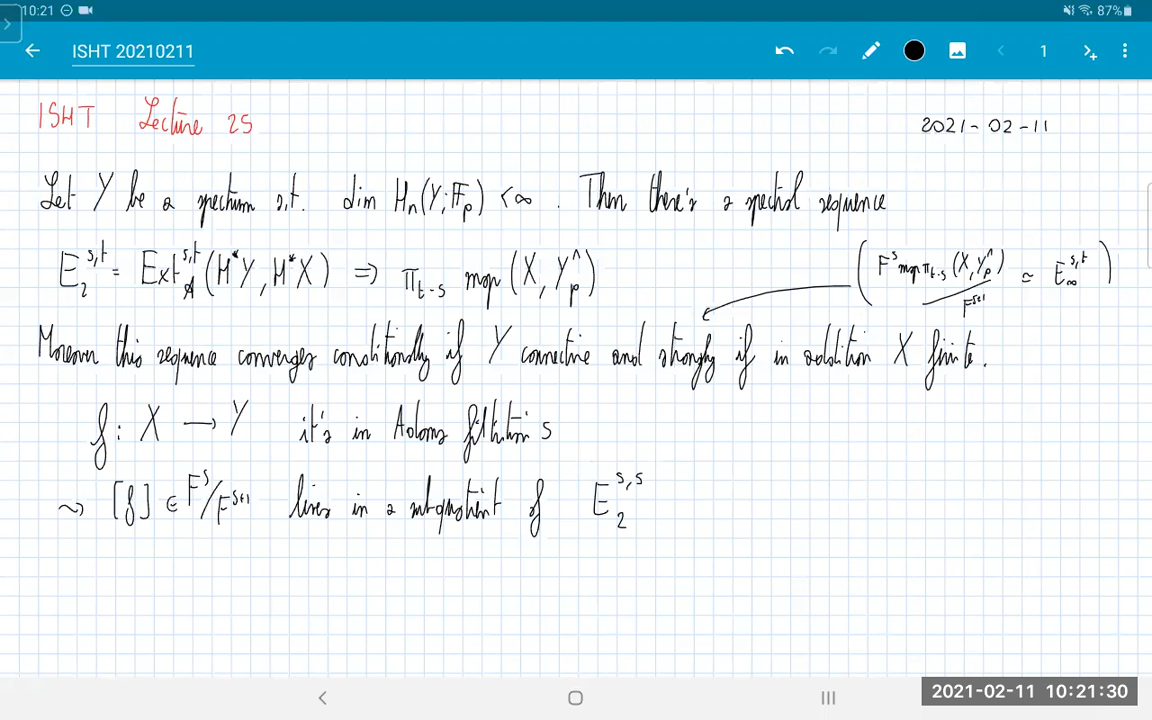 10:21 87%
ISHT 20210211 1
ISHT Lecture 25 2021-02-11
Let Y be a spectrum s.t. dim Hₙ(Y; 𝔽ₚ) < ∞. Then there's a spectral sequence
E₂^{s,t} = Ext_A^{s,t}(H*Y, H*X) ⇒ π_{t-s} map(X, Y_p^∧) (F^s map π_{t-s}(X, Y_p^∧) / F^{s+1} ≃ E_∞^{s,t})
Moreover this sequence converges conditionally if Y connective and strongly if in addition X finite.
f: X → Y it's in Adams filtration s
⇝ [f] ∈ F^s/F^{s+1} lives in a subquotient of E₂^{s,s}
2021-02-11 10:21:30